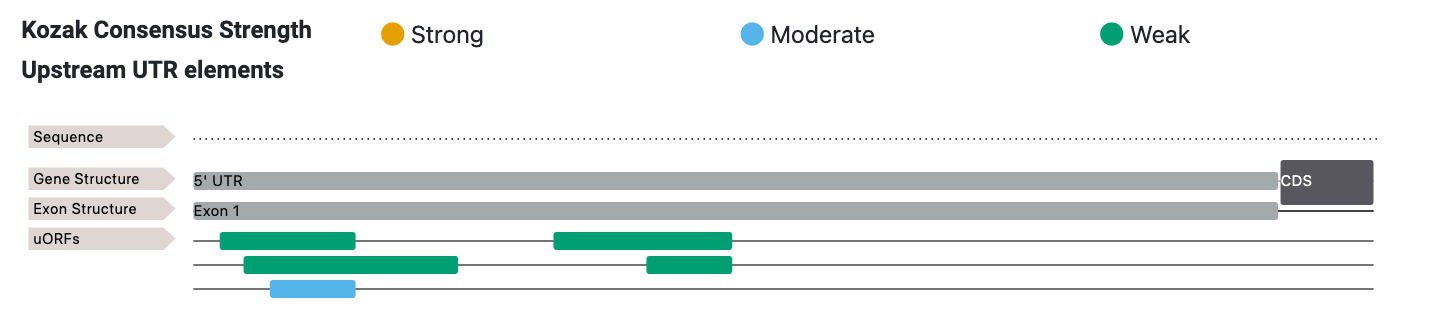 Kozak Consensus Strength
Strong
Moderate
Weak
Upstream UTR elements
Sequence
Gene Structure
5' UTR
CDS
Exon Structure
Exon 1
uORFs